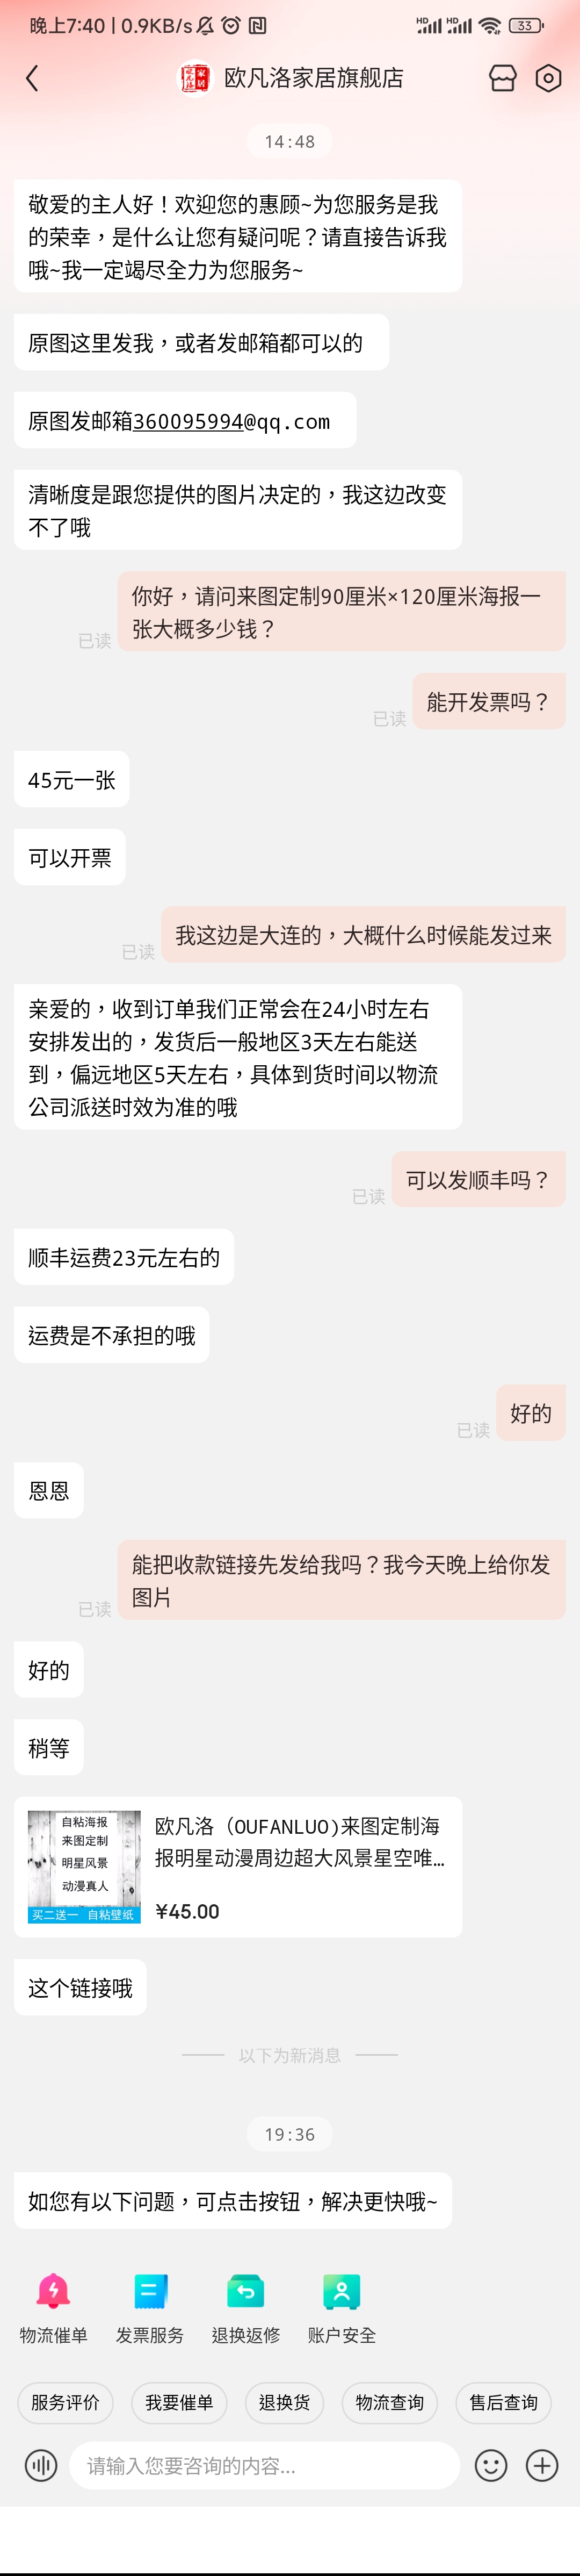 晚上7:40 | 0.9KB/s
HD HD 33
欧凡洛家居旗舰店
14:48
敬爱的主人好！欢迎您的惠顾~为您服务是我
的荣幸，是什么让您有疑问呢？请直接告诉我
哦~我一定竭尽全力为您服务~
原图这里发我，或者发邮箱都可以的
原图发邮箱360095994@qq.com
清晰度是跟您提供的图片决定的，我这边改变
不了哦
你好，请问来图定制90厘米×120厘米海报一
张大概多少钱？
已读
能开发票吗？
已读
45元一张
可以开票
我这边是大连的，大概什么时候能发过来
已读
亲爱的，收到订单我们正常会在24小时左右
安排发出的，发货后一般地区3天左右能送
到，偏远地区5天左右，具体到货时间以物流
公司派送时效为准的哦
可以发顺丰吗？
已读
顺丰运费23元左右的
运费是不承担的哦
好的
已读
恩恩
能把收款链接先发给我吗？我今天晚上给你发
图片
已读
好的
稍等
自粘海报
来图定制
明星风景
动漫真人
买二送一 自粘壁纸
欧凡洛（OUFANLUO)来图定制海
报明星动漫周边超大风景星空唯...
¥45.00
这个链接哦
以下为新消息
19:36
如您有以下问题，可点击按钮，解决更快哦~
物流催单 发票服务 退换返修 账户安全
服务评价 我要催单 退换货 物流查询 售后查询
请输入您要咨询的内容...